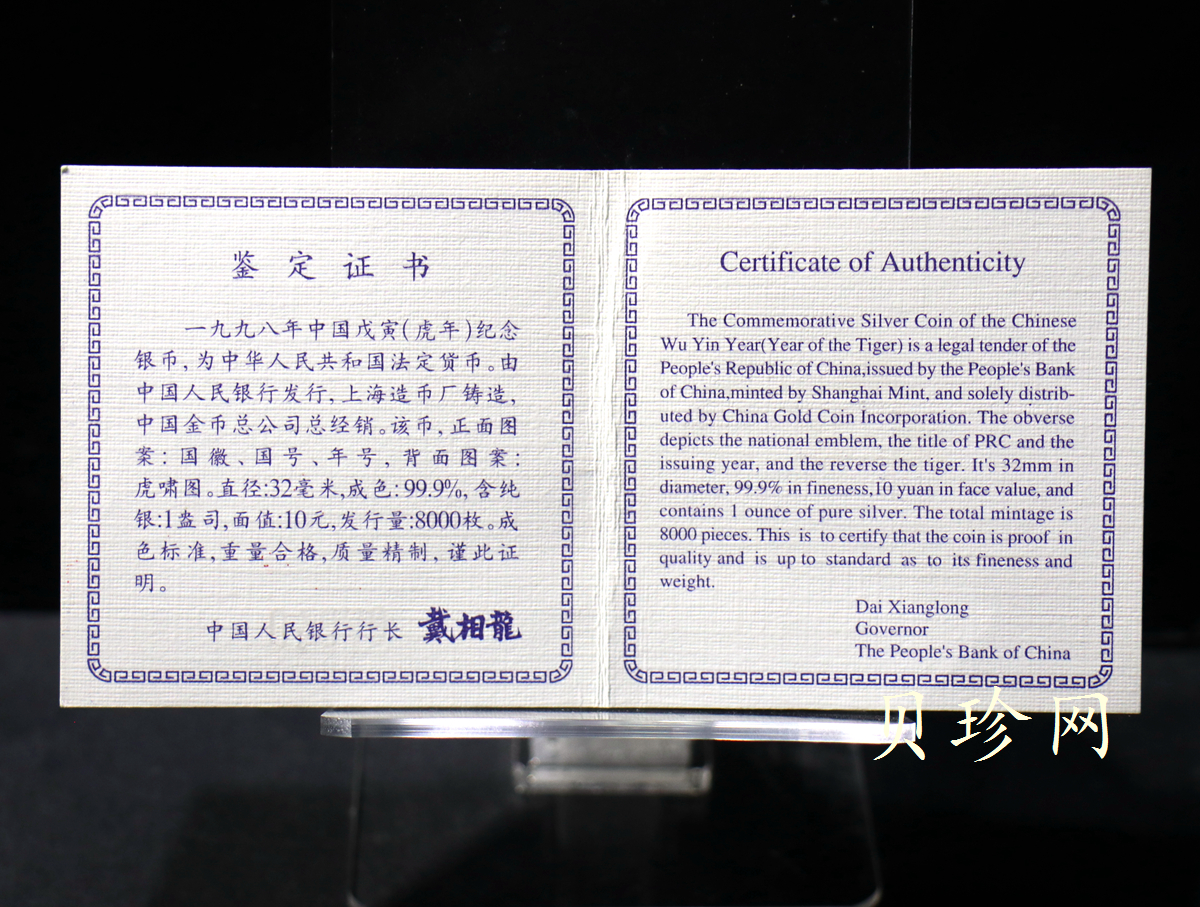 鉴定证书
一九九八年中国戊寅(虎年)纪念
银币,为中华人民共和国法定货币。由
中国人民银行发行,上海造币厂铸造,
中国金币总公司总经销。该币,正面图
案:国徽、国号、年号,背面图案:
虎啸图。直径:32毫米,成色:99.9%,含纯
银:1盎司,面值:10元,发行量:8000枚。成
色标准,重量合格,质量精制,谨此证
明。
中国人民银行行长 戴相龍
Certificate of Authenticity
The Commemorative Silver Coin of the Chinese
Wu Yin Year(Year of the Tiger) is a legal tender of the
People's Republic of China,issued by the People's Bank
of China,minted by Shanghai Mint, and solely distrib-
uted by China Gold Coin Incorporation. The obverse
depicts the national emblem, the title of PRC and the
issuing year, and the reverse the tiger. It's 32mm in
diameter, 99.9% in fineness,10 yuan in face value, and
contains 1 ounce of pure silver. The total mintage is
8000 pieces. This is to certify that the coin is proof in
quality and is up to standard as to its fineness and
weight.
Dai Xianglong
Governor
The People's Bank of China
贝珍网